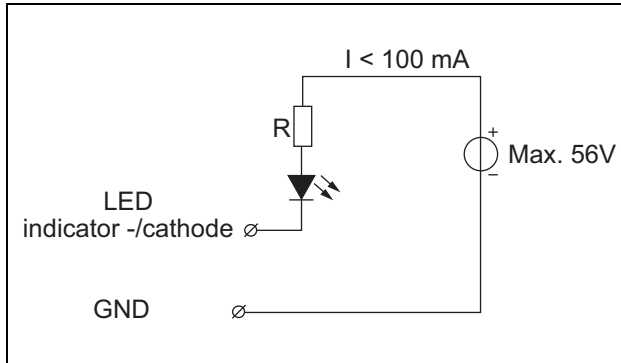 I < 100 mA
R
+
Max. 56V
−
LED
indicator -/cathode
GND